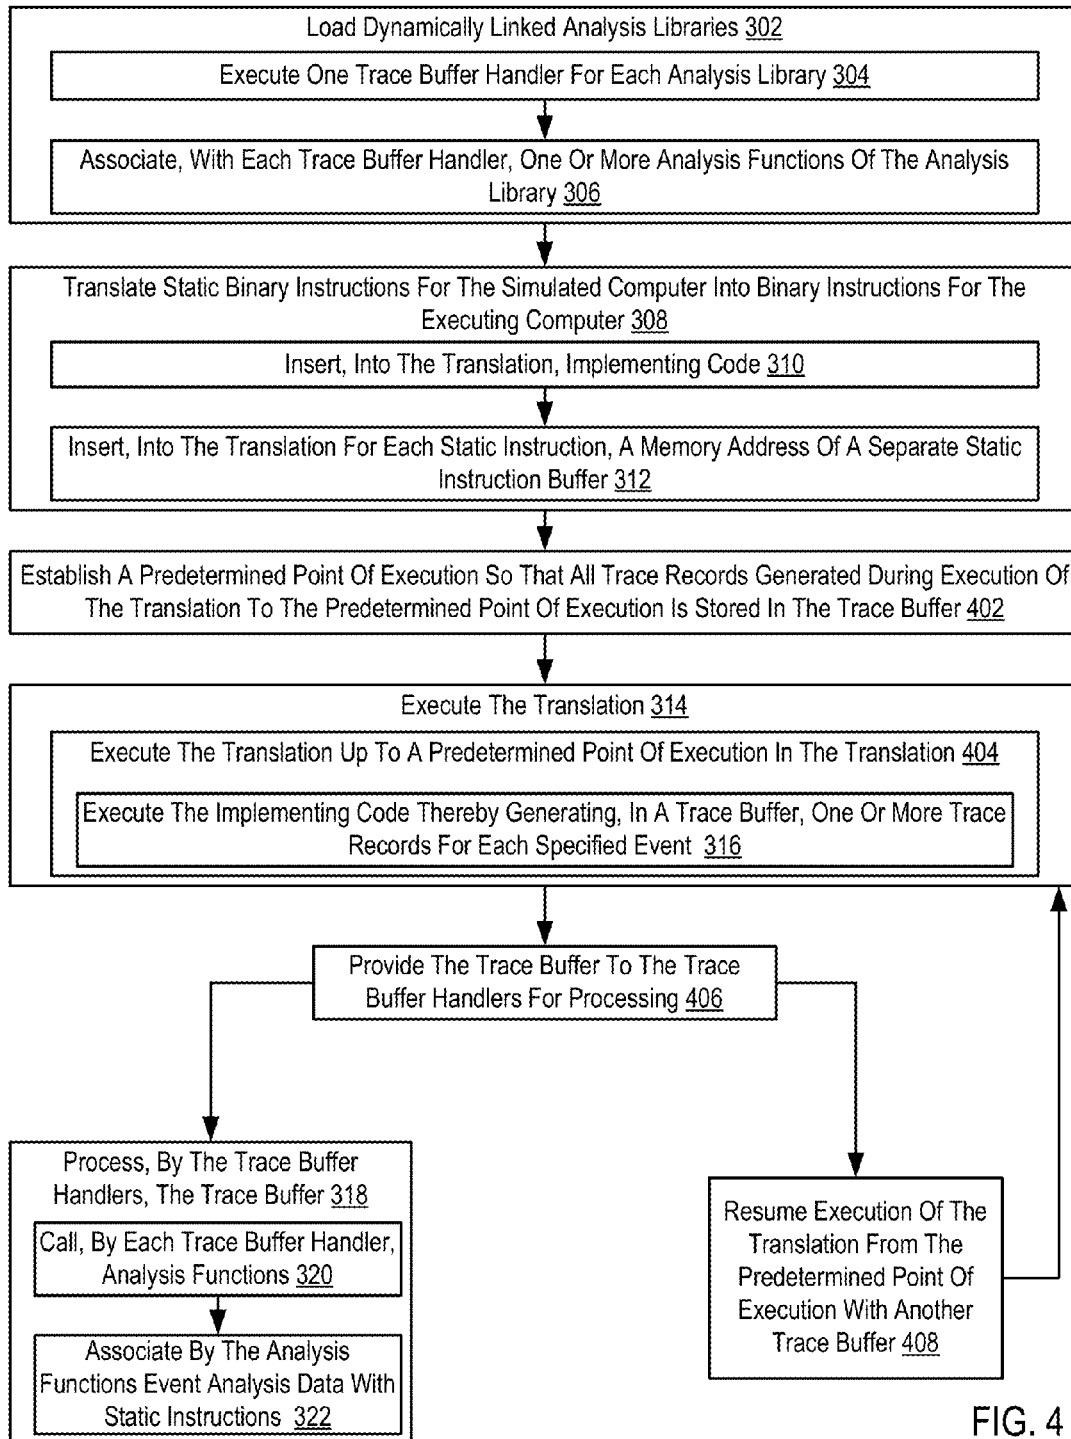 Load Dynamically Linked Analysis Libraries 302
Execute One Trace Buffer Handler For Each Analysis Library 304
Associate, With Each Trace Buffer Handler, One Or More Analysis Functions Of The Analysis
Library 306
Translate Static Binary Instructions For The Simulated Computer Into Binary Instructions For The
Executing Computer 308
Insert, Into The Translation, Implementing Code 310
Insert, Into The Translation For Each Static Instruction, A Memory Address Of A Separate Static
Instruction Buffer 312
Establish A Predetermined Point Of Execution So That All Trace Records Generated During Execution Of
The Translation To The Predetermined Point Of Execution Is Stored In The Trace Buffer 402
Execute The Translation 314
Execute The Translation Up To A Predetermined Point Of Execution In The Translation 404
Execute The Implementing Code Thereby Generating, In A Trace Buffer, One Or More Trace
Records For Each Specified Event 316
Provide The Trace Buffer To The Trace
Buffer Handlers For Processing 406
Process, By The Trace Buffer
Handlers, The Trace Buffer 318
Call, By Each Trace Buffer Handler,
Analysis Functions 320
Associate By The Analysis
Functions Event Analysis Data With
Static Instructions 322
Resume Execution Of The
Translation From The
Predetermined Point Of
Execution With Another
Trace Buffer 408
FIG. 4